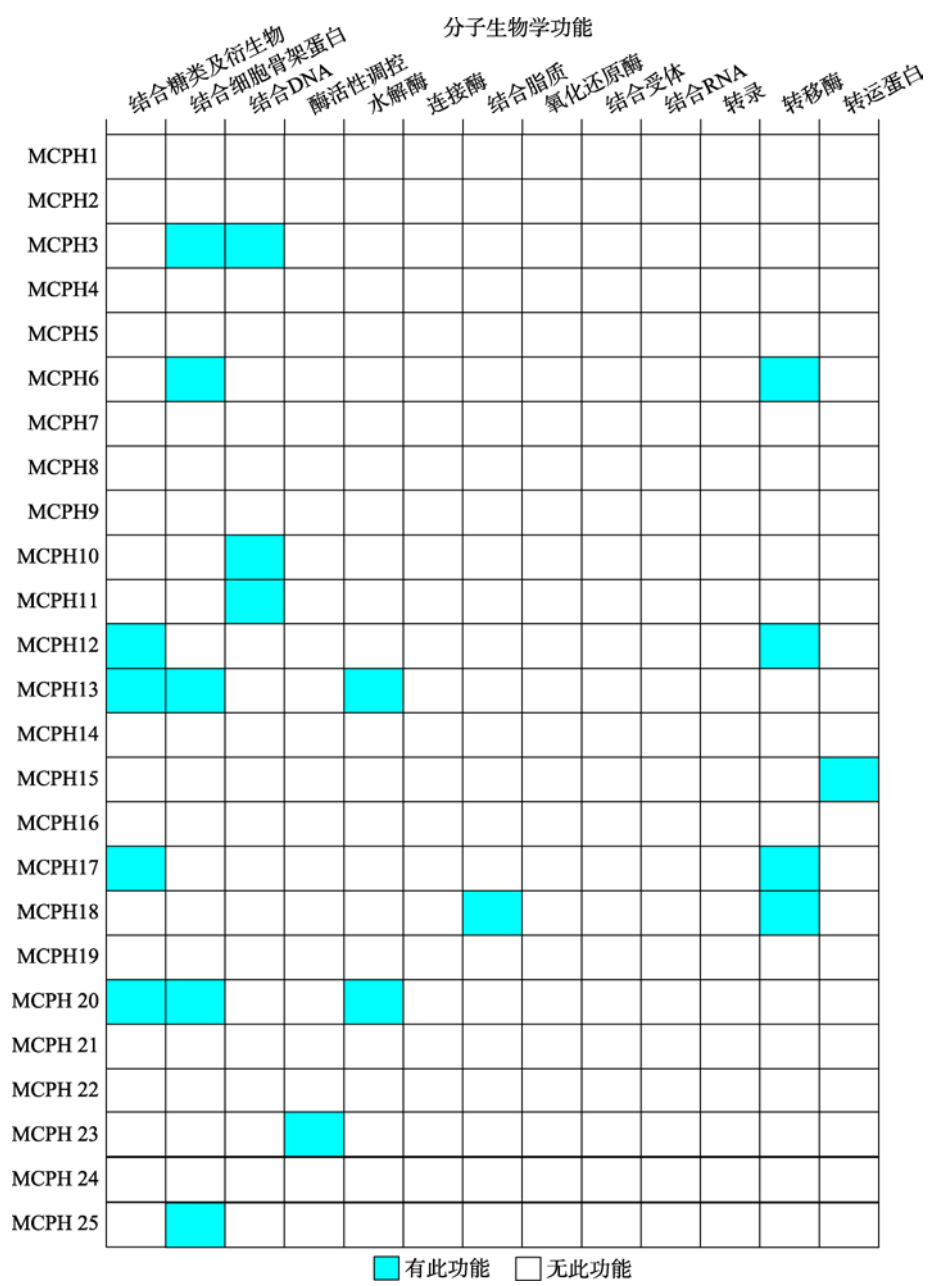 分子生物学功能
结合糖类及衍生物
结合细胞骨架蛋白
结合DNA
酶活性调控
水解酶
连接酶
结合脂质
氧化还原酶
结合受体
结合RNA
转录
转移酶
转运蛋白
MCPH1
MCPH2
MCPH3
MCPH4
MCPH5
MCPH6
MCPH7
MCPH8
MCPH9
MCPH10
MCPH11
MCPH12
MCPH13
MCPH14
MCPH15
MCPH16
MCPH17
MCPH18
MCPH19
MCPH 20
MCPH 21
MCPH 22
MCPH 23
MCPH 24
MCPH 25
有此功能 无此功能